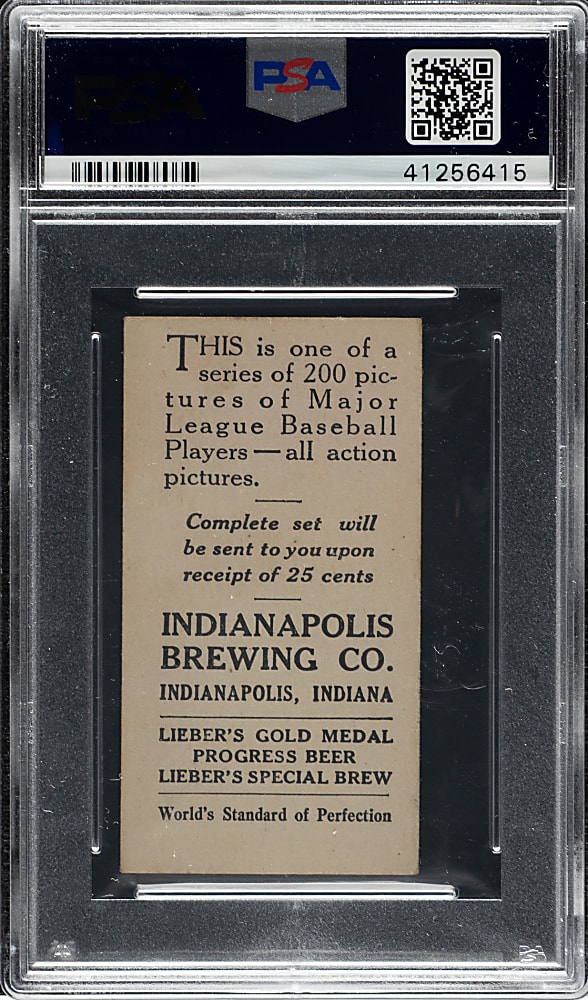 PSA
PSA
41256415
THIS is one of a
series of 200 pic-
tures of Major
League Baseball
Players—all action
pictures.
Complete set will
be sent to you upon
receipt of 25 cents
INDIANAPOLIS
BREWING CO.
INDIANAPOLIS, INDIANA
LIEBER'S GOLD MEDAL
PROGRESS BEER
LIEBER'S SPECIAL BREW
World's Standard of Perfection
PSA